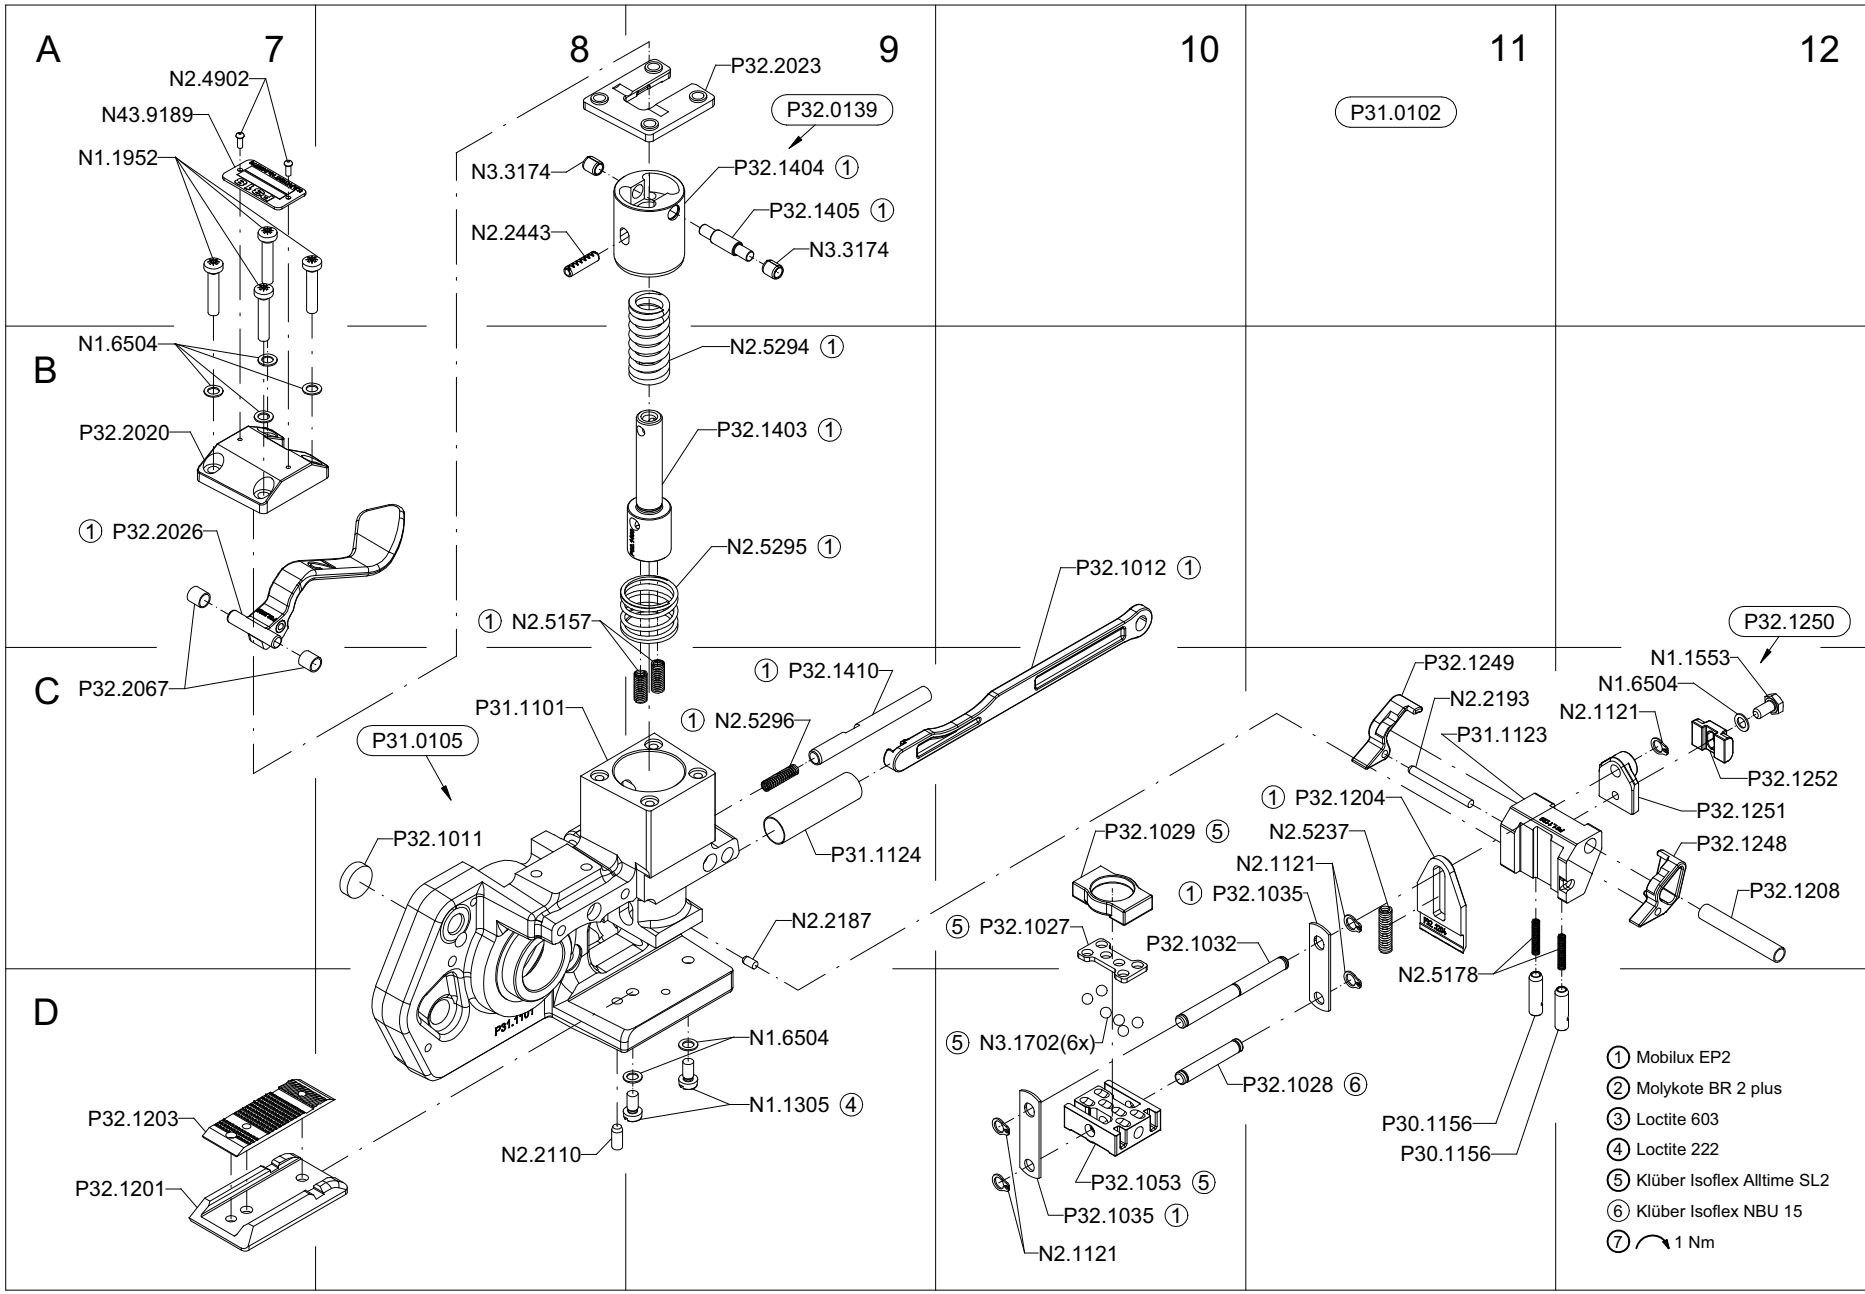 A
7
8
9
10
11
12
N2.4902
N43.9189
N1.1952
P32.2023
P32.0139
P31.0102
N3.3174
P32.1404 ①
P32.1405 ①
N2.2443
N3.3174
B
N1.6504
N2.5294 ①
P32.2020
P32.1403 ①
① P32.2026
N2.5295 ①
P32.1012 ①
① N2.5157
P32.1250
C
P32.2067
① P32.1410
P31.1101
① N2.5296
P31.0105
P32.1249
N1.1553
N1.6504
N2.2193
N2.1121
P31.1123
P32.1252
① P32.1204
P32.1251
P32.1029 ⑤
N2.5237
P32.1011
P31.1124
N2.1121
P32.1248
① P32.1035
P32.1208
N2.2187
⑤ P32.1027
P32.1032
N2.5178
D
P31.1101
⑤ N3.1702(6x)
N1.6504
P32.1028 ⑥
N1.1305 ④
P32.1203
N2.2110
P30.1156
P30.1156
P32.1201
P32.1053 ⑤
P32.1035 ①
N2.1121
① Mobilux EP2
② Molykote BR 2 plus
③ Loctite 603
④ Loctite 222
⑤ Klüber Isoflex Alltime SL2
⑥ Klüber Isoflex NBU 15
⑦ 1 Nm